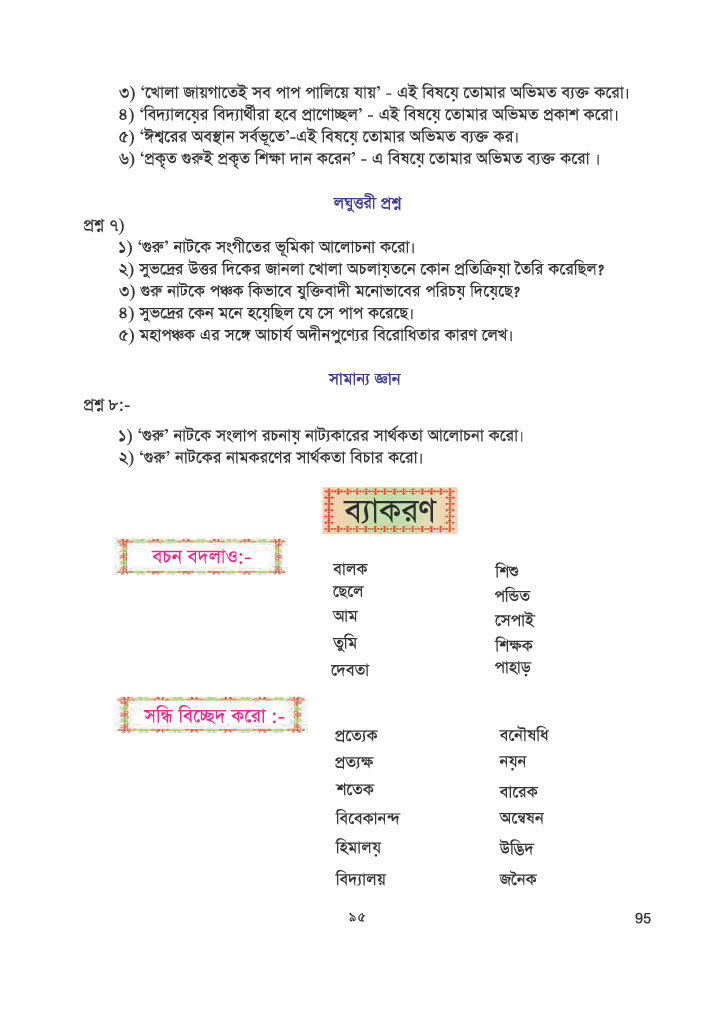 ৩) ‘খোলা জায়গাতেই সব পাপ পালিয়ে যায়’ - এই বিষয়ে তোমার অভিমত ব্যক্ত করো।
৪) ‘বিদ্যালয়ের বিদ্যার্থীরা হবে প্রাণোচ্ছল’ - এই বিষয়ে তোমার অভিমত প্রকাশ করো।
৫) ‘ঈশ্বরের অবস্থান সর্বভূতে’-এই বিষয়ে তোমার অভিমত ব্যক্ত কর।
৬) ‘প্রকৃত গুরুই প্রকৃত শিক্ষা দান করেন’ - এ বিষয়ে তোমার অভিমত ব্যক্ত করো ।
লঘুত্তরী প্রশ্ন
প্রশ্ন ৭)
১) ‘গুরু’ নাটকে সংগীতের ভূমিকা আলোচনা করো।
২) সুভদ্রের উত্তর দিকের জানলা খোলা অচলায়তনে কোন প্রতিক্রিয়া তৈরি করেছিল?
৩) গুরু নাটকে পঞ্চক কিভাবে যুক্তিবাদী মনোভাবের পরিচয় দিয়েছে?
৪) সুভদ্রের কেন মনে হয়েছিল যে সে পাপ করেছে।
৫) মহাপঞ্চক এর সঙ্গে আচার্য অদীনপুণ্যের বিরোধিতার কারণ লেখ।
সামান্য জ্ঞান
প্রশ্ন ৮:-
১) ‘গুরু’ নাটকে সংলাপ রচনায় নাট্যকারের সার্থকতা আলোচনা করো।
২) ‘গুরু’ নাটকের নামকরণের সার্থকতা বিচার করো।
ব্যাকরণ
বচন বদলাও:-
বালক শিশু
ছেলে পন্ডিত
আম সেপাই
তুমি শিক্ষক
দেবতা পাহাড়
সন্ধি বিচ্ছেদ করো :-
প্রত্যেক বনৌষধি
প্রত্যক্ষ নয়ন
শতেক বারেক
বিবেকানন্দ অন্বেষন
হিমালয় উদ্ভিদ
বিদ্যালয় জনৈক
৯৫ 95